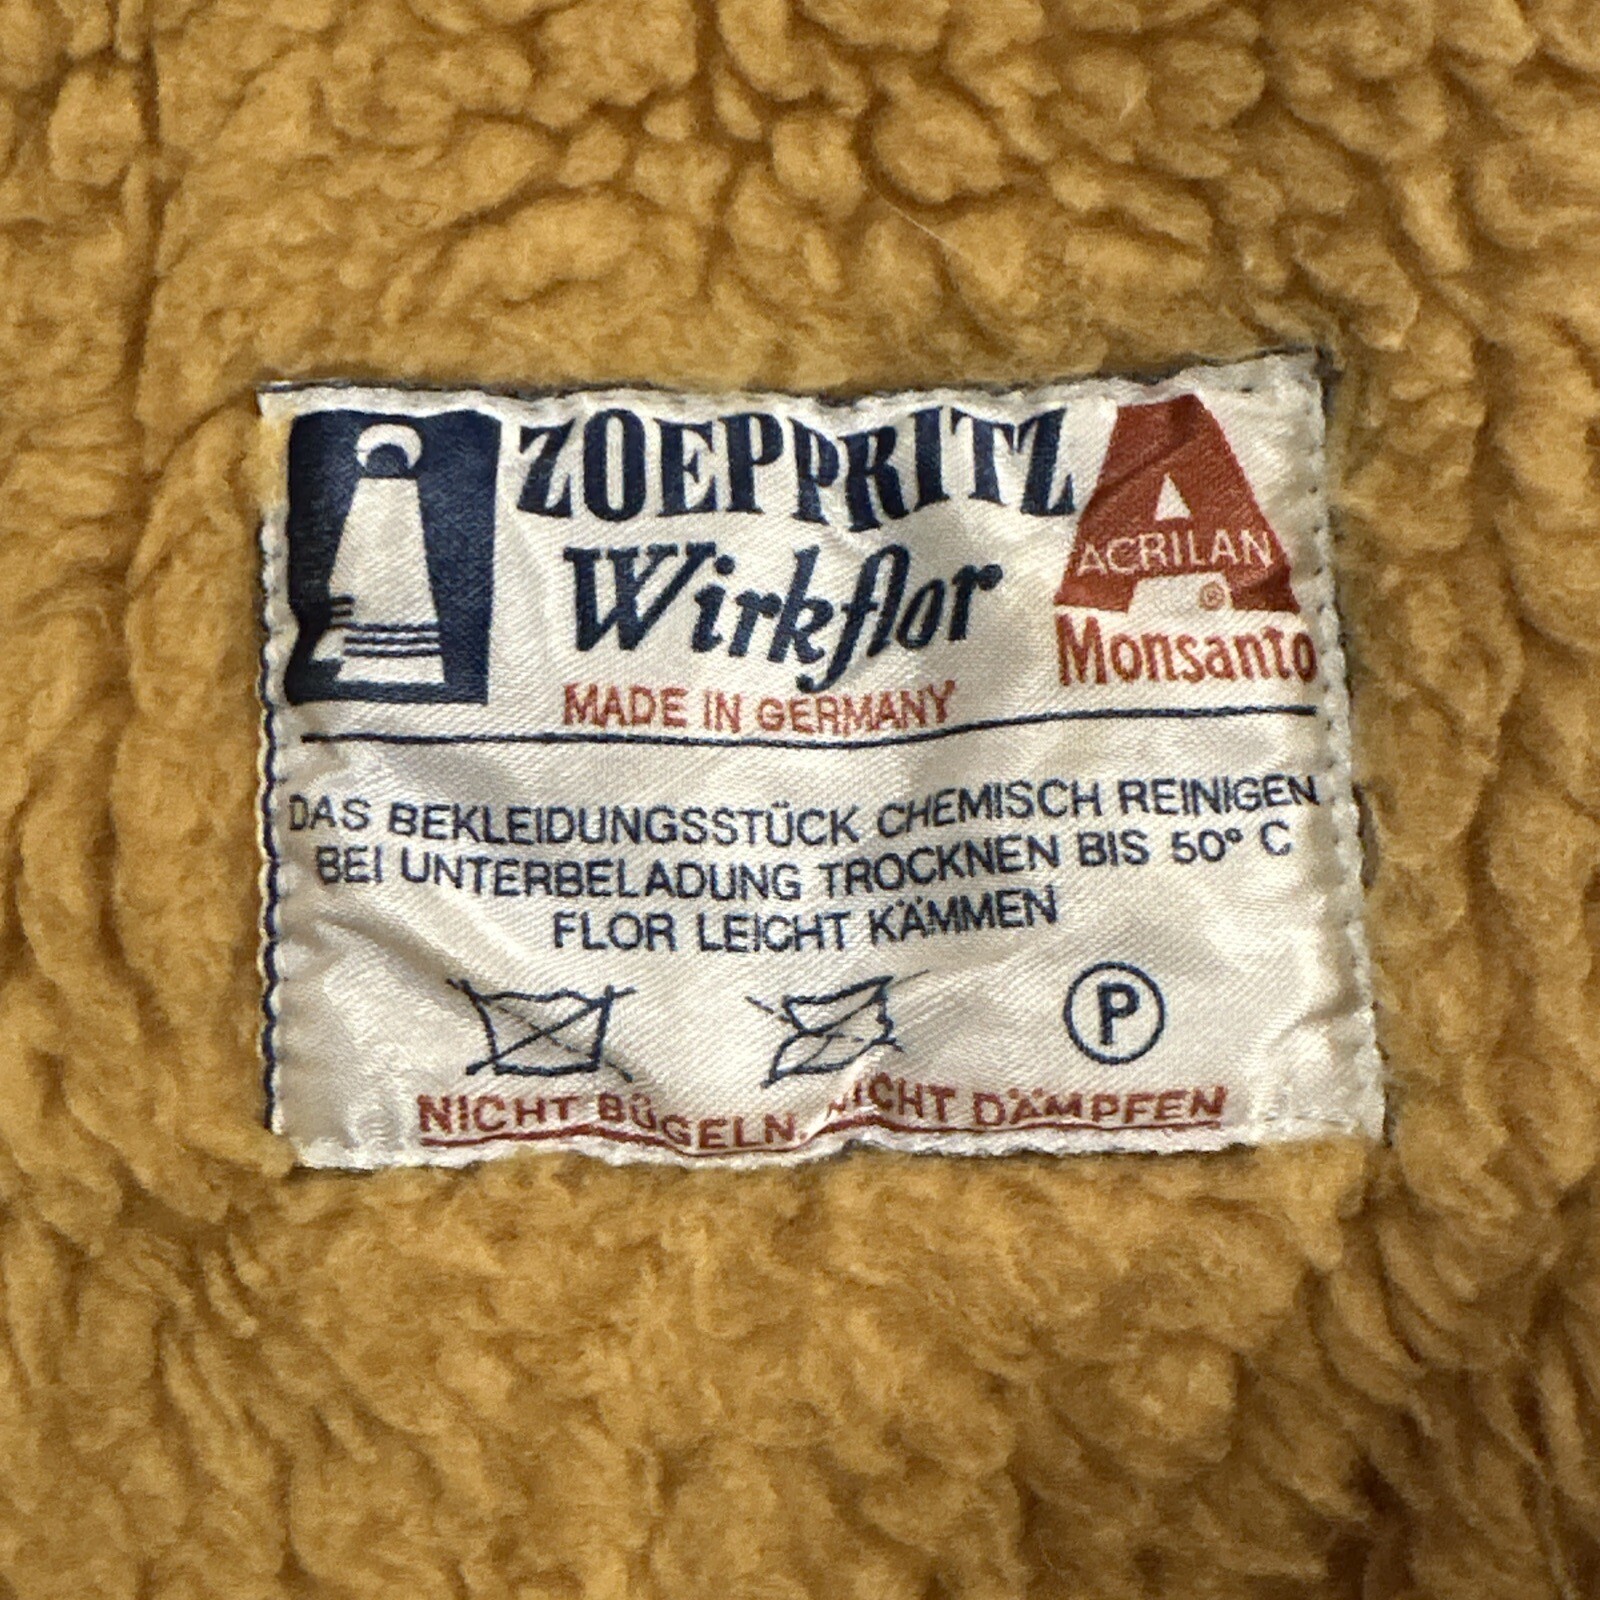 ZOEPPRITZ
Wirkflor
MADE IN GERMANY
ACRILAN
®
Monsanto
DAS BEKLEIDUNGSSTÜCK CHEMISCH REINIGEN
BEI UNTERBELADUNG TROCKNEN BIS 50° C
FLOR LEICHT KÄMMEN
P
NICHT BÜGELN. NICHT DÄMPFEN